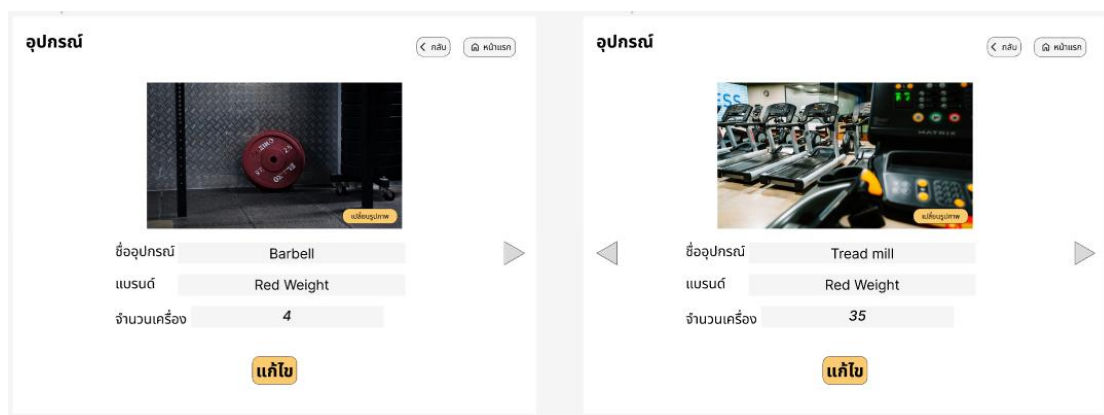 อุปกรณ์
กลับ
หน้าแรก
เปลี่ยนรูปภาพ
ชื่ออุปกรณ์ Barbell
แบรนด์ Red Weight
จำนวนเครื่อง 4
แก้ไข
อุปกรณ์
กลับ
หน้าแรก
ESS
MATRIX
เปลี่ยนรูปภาพ
ชื่ออุปกรณ์ Tread mill
แบรนด์ Red Weight
จำนวนเครื่อง 35
แก้ไข